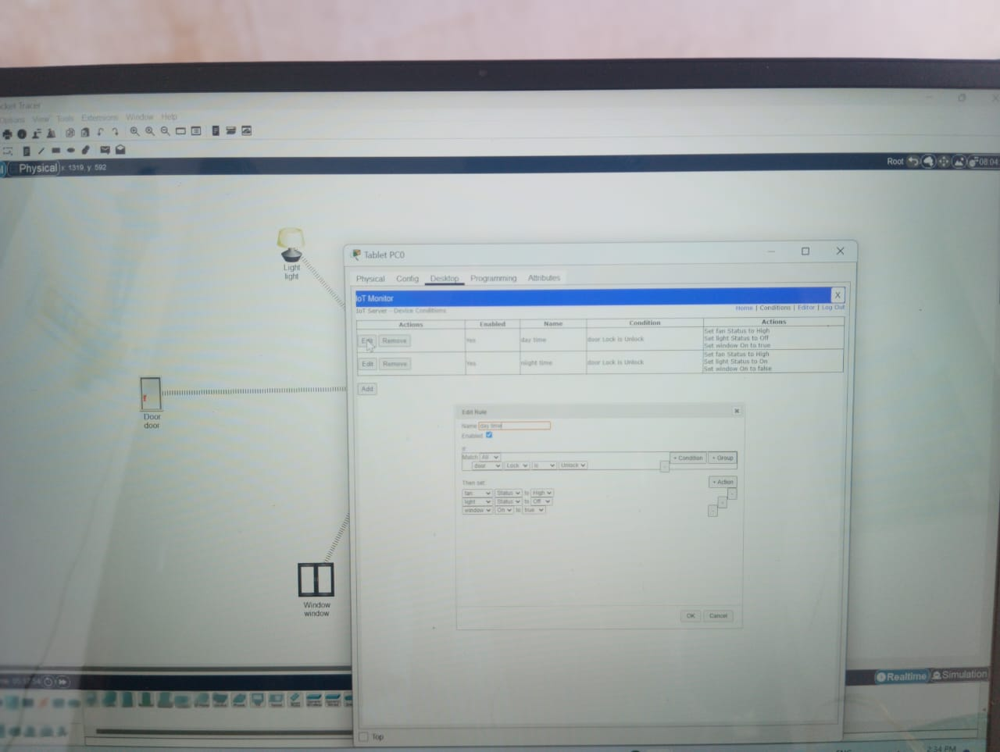 cket Tracer
Options View Tools Extensions Window Help
Physical x: 1319, y: 592
Root 08:04
Light
light
Door
door
Window
window
Tablet PC0
Physical Config Desktop Programming Attributes
IoT Monitor X
IoT Server - Device Conditions Home | Conditions | Editor | Log Out
Actions Enabled Name Condition Actions
Edit Remove Yes day time door Lock is Unlock
Set fan Status to High
Set light Status to Off
Set window On to true
Edit Remove Yes night time door Lock is Unlock
Set fan Status to High
Set light Status to On
Set window On to false
Add
Edit Rule
Name day time
Enabled
If:
Match All + Condition + Group
door Lock is Unlock -
Then set: + Action
fan Status to High -
light Status to Off -
window On to true -
OK Cancel
Top
Realtime Simulation
2:34 PM